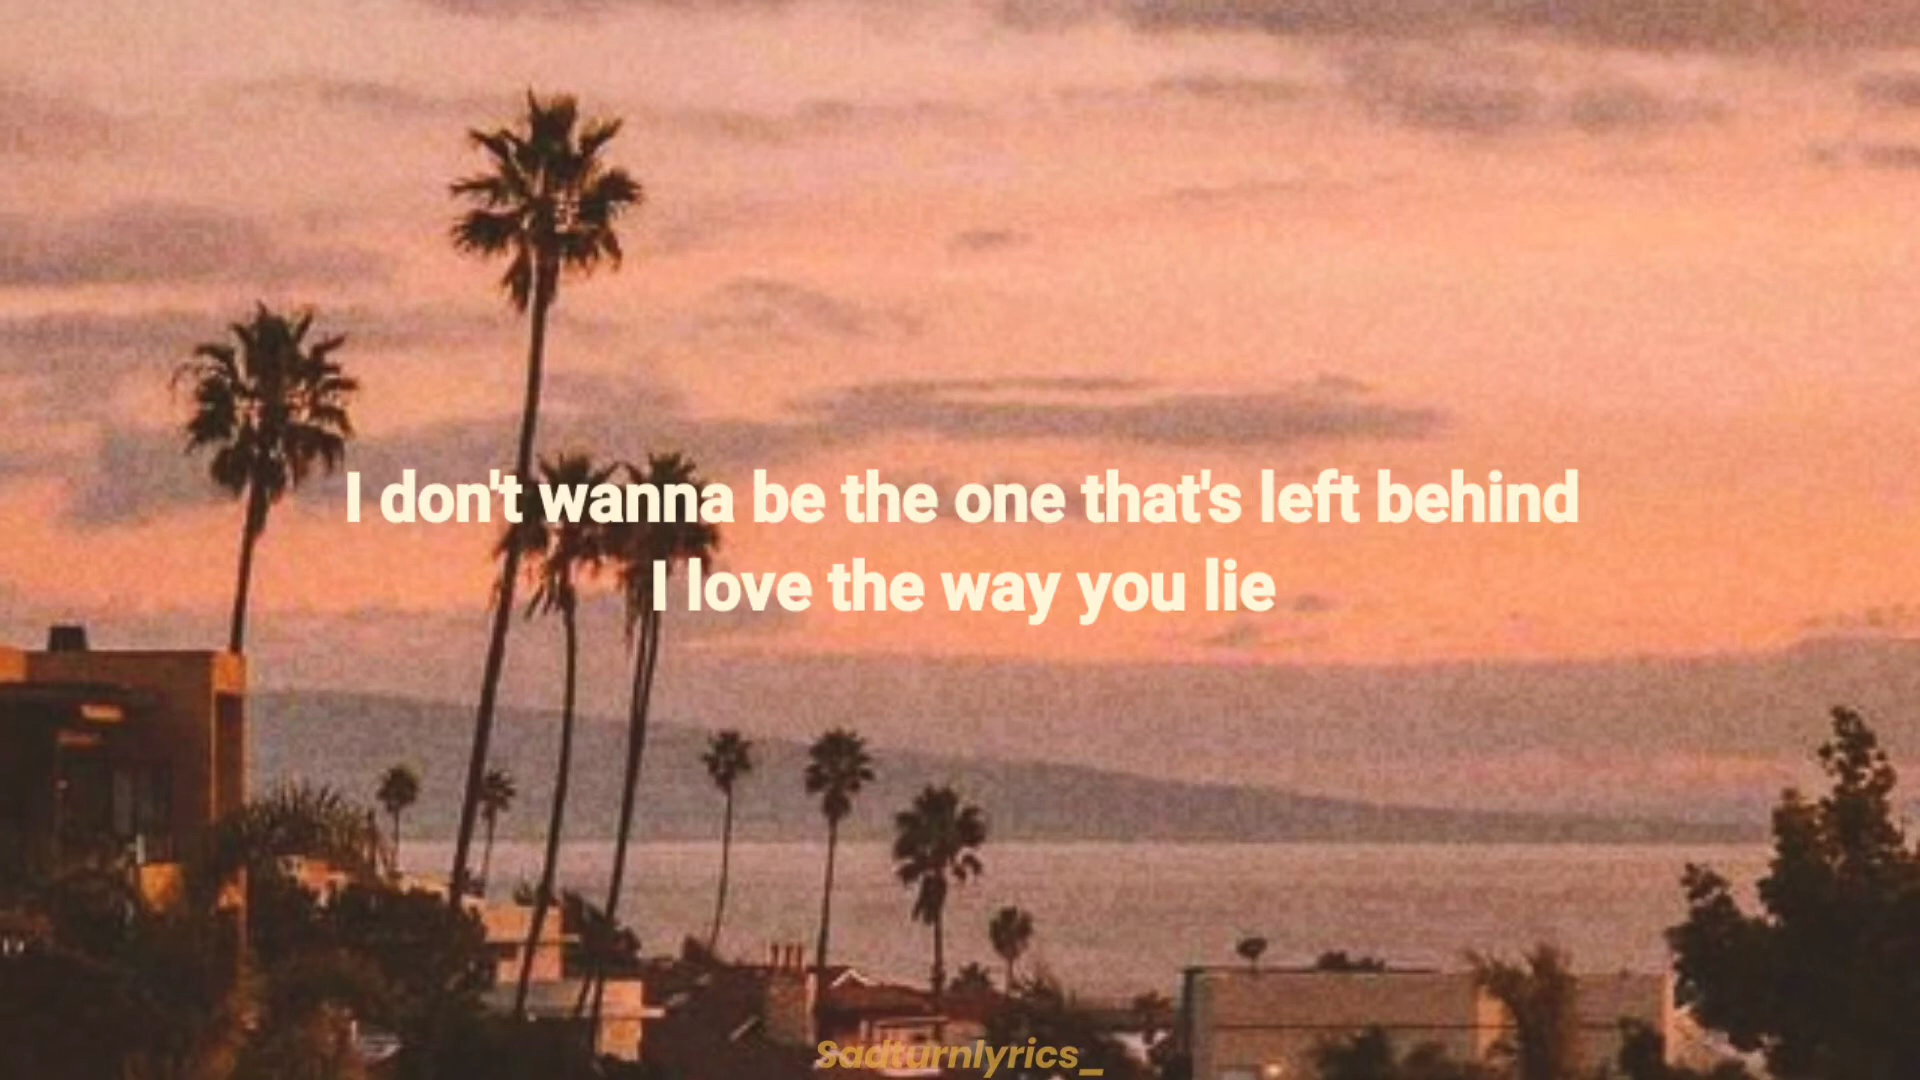 I don't wanna be the one that's left behind
I love the way you lie
Sadturnlyrics_